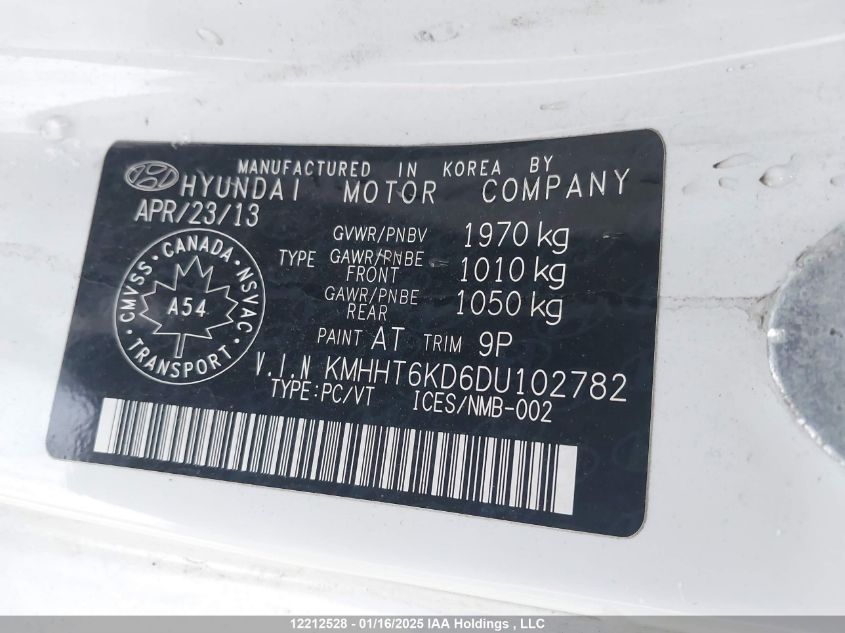 MANUFACTURED IN KOREA BY
HYUNDAI MOTOR COMPANY
APR/23/13
GVWR/PNBV 1970 kg
TYPE GAWR/PNBE FRONT 1010 kg
GAWR/PNBE REAR 1050 kg
CANADA · NSVAC · TRANSPORT · CMVSS ·
A54
PAINT AT TRIM 9P
V.I.N KMHHT6KD6DU102782
TYPE:PC/VT ICES/NMB-002
12212528 - 01/16/2025 IAA Holdings , LLC